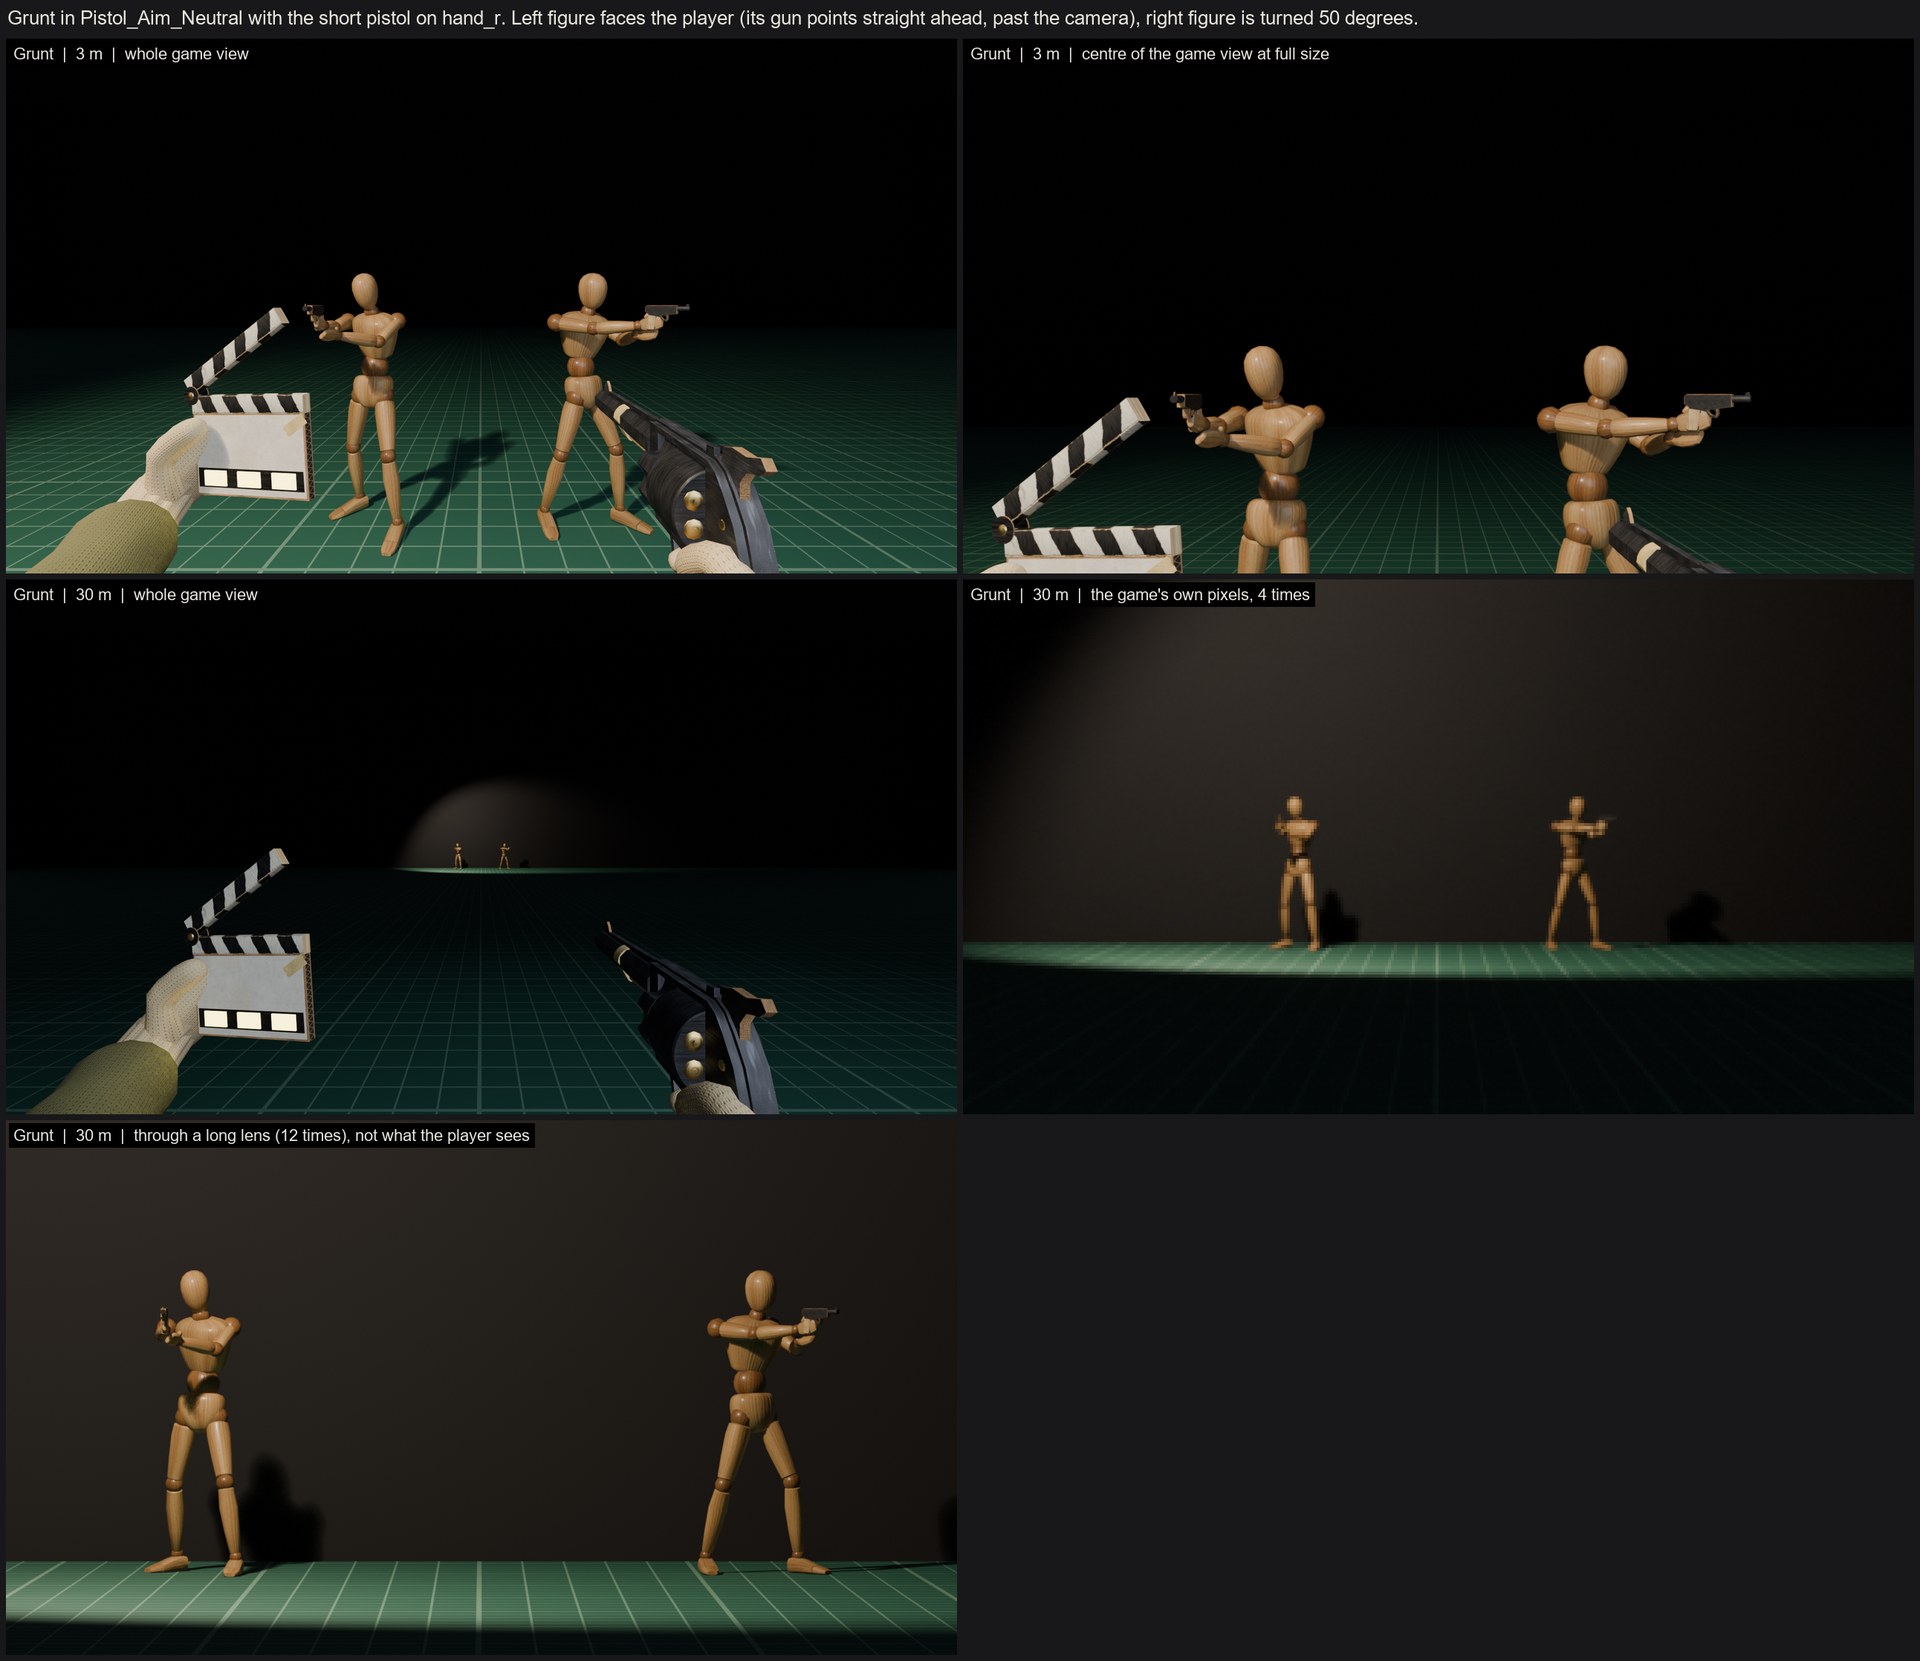 Grunt in Pistol_Aim_Neutral with the short pistol on hand_r. Left figure faces the player (its gun points straight ahead, past the camera), right figure is turned 50 degrees.
Grunt | 3 m | whole game view
Grunt | 3 m | centre of the game view at full size
Grunt | 30 m | whole game view
Grunt | 30 m | the game's own pixels, 4 times
Grunt | 30 m | through a long lens (12 times), not what the player sees